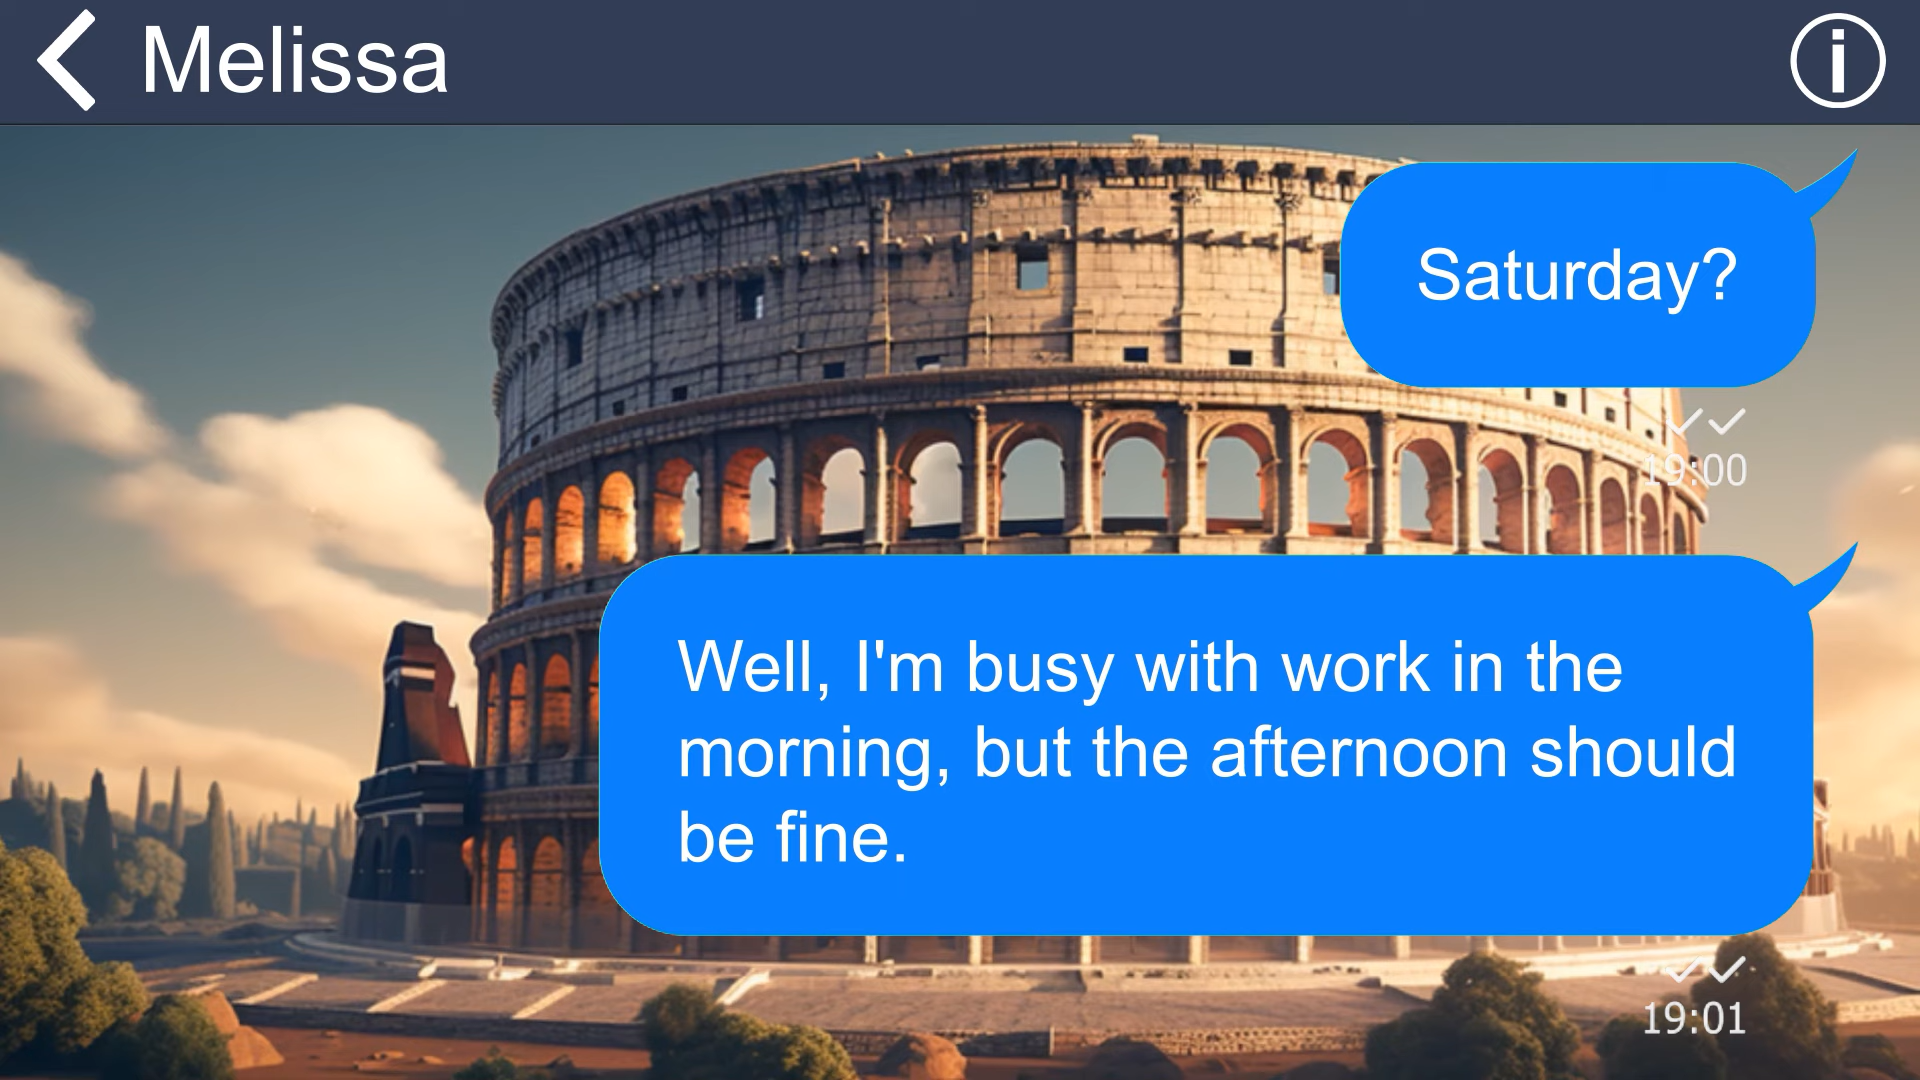 Melissa
Saturday?
19:00
Well, I'm busy with work in the
morning, but the afternoon should
be fine.
19:01